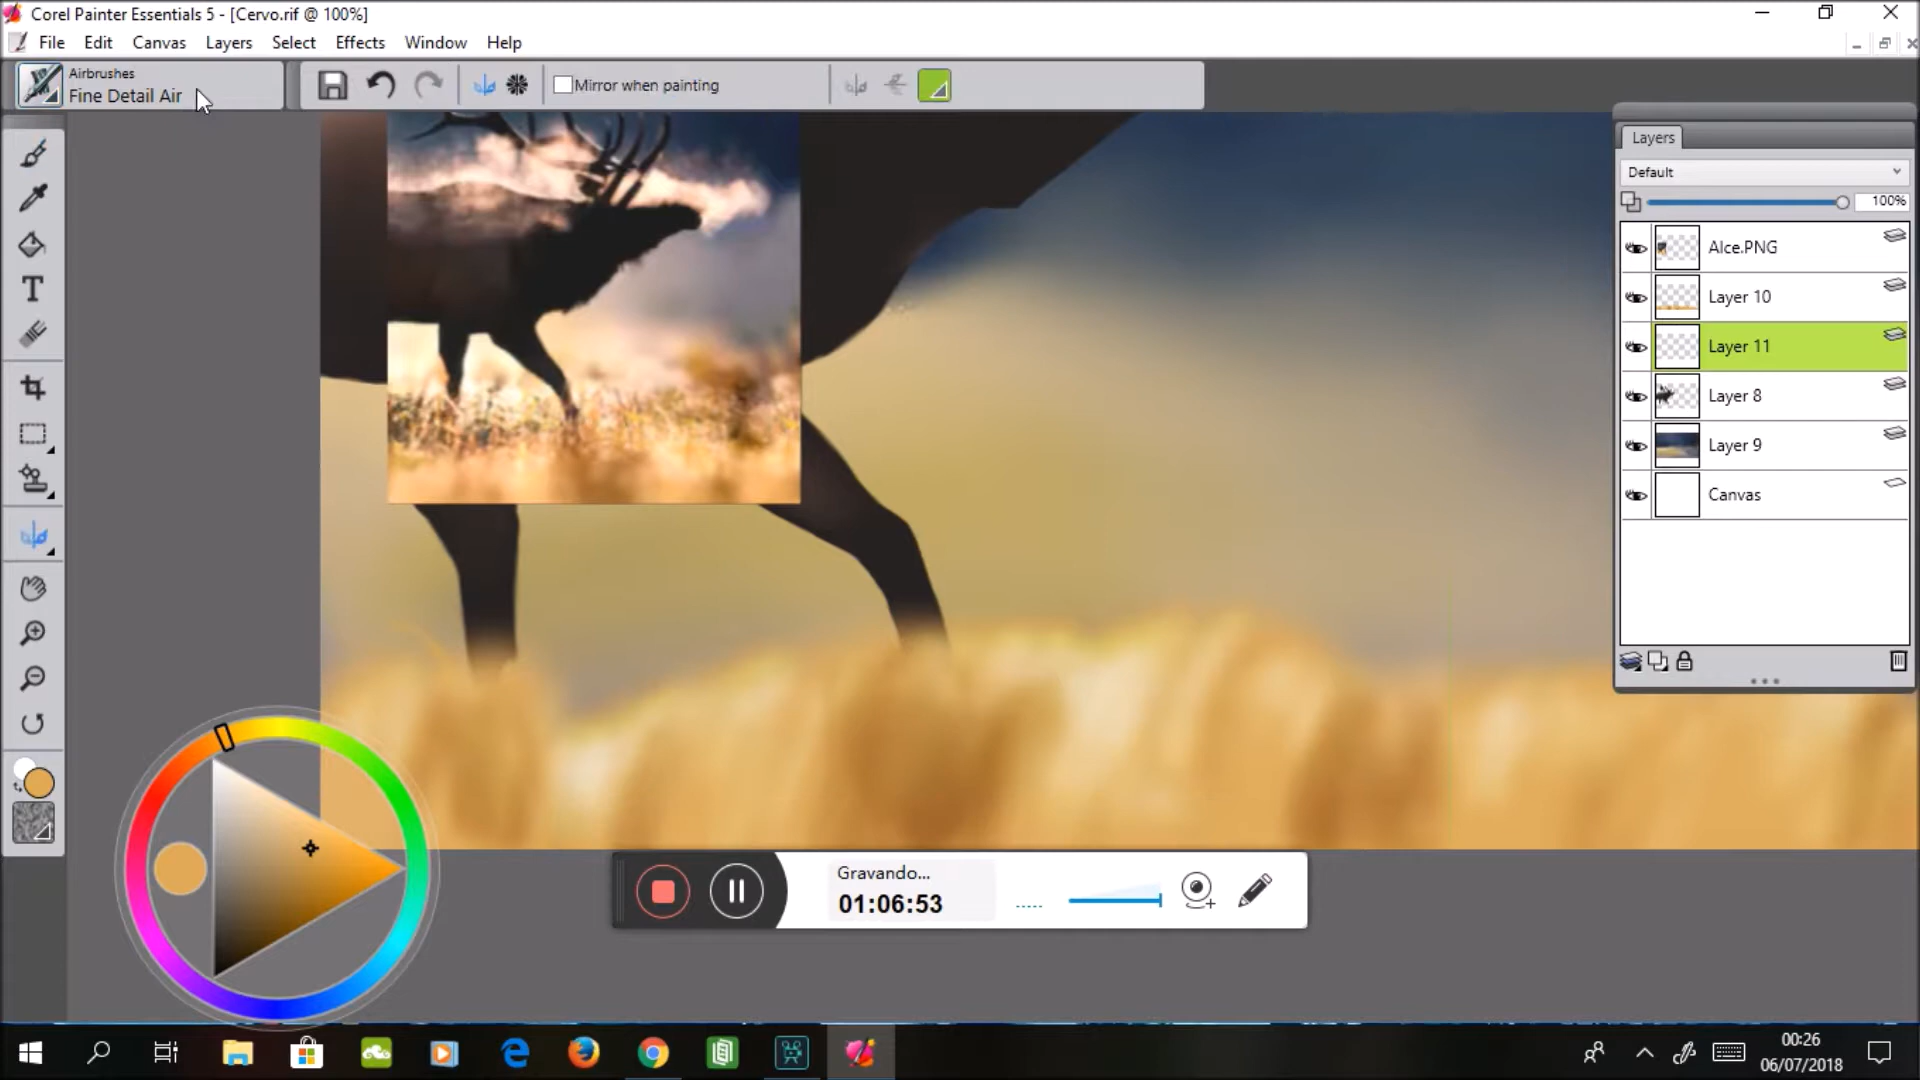 Corel Painter Essentials 5 - [Cervo.rif @ 100%]
File Edit Canvas Layers Select Effects Window Help
Airbrushes
Fine Detail Air
Mirror when painting
Layers
Default
100%
Alce.PNG
Layer 10
Layer 11
Layer 8
Layer 9
Canvas
Gravando...
01:06:53
00:26
06/07/2018